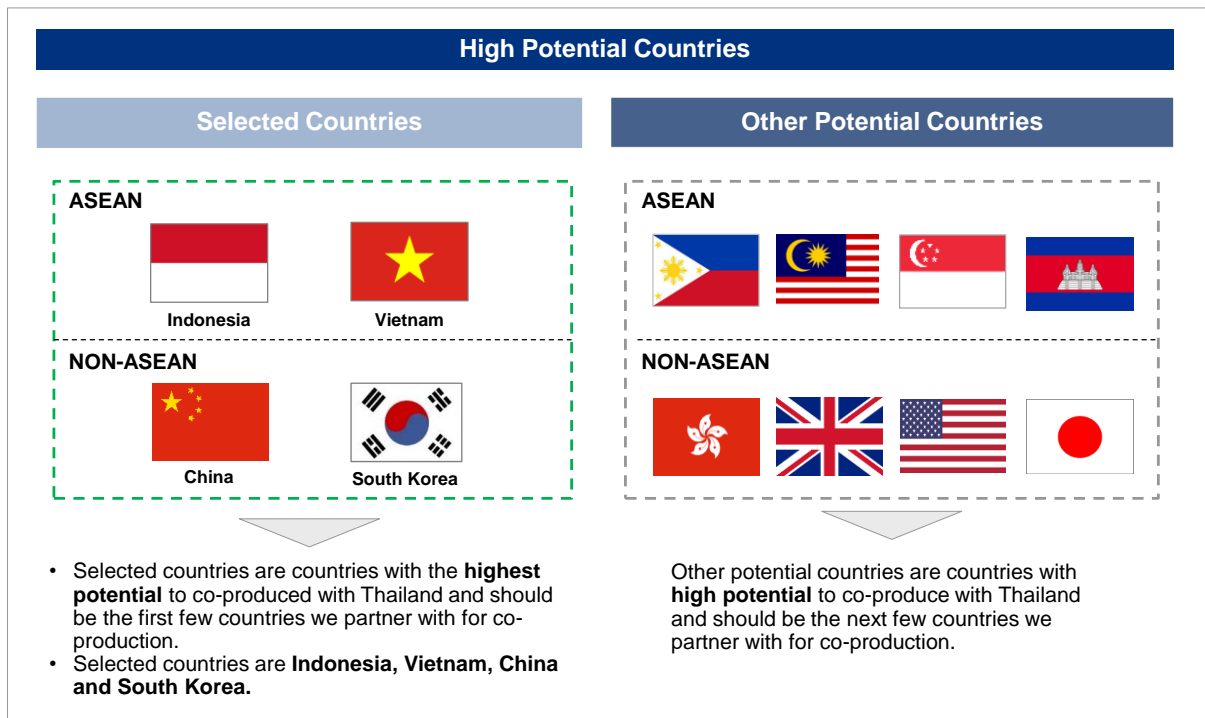 High Potential Countries
Selected Countries
ASEAN
Indonesia
Vietnam
NON-ASEAN
China
South Korea
• Selected countries are countries with the highest
potential to co-produced with Thailand and should
be the first few countries we partner with for co-
production.
• Selected countries are Indonesia, Vietnam, China
and South Korea.
Other Potential Countries
ASEAN
NON-ASEAN
Other potential countries are countries with
high potential to co-produce with Thailand
and should be the next few countries we
partner with for co-production.